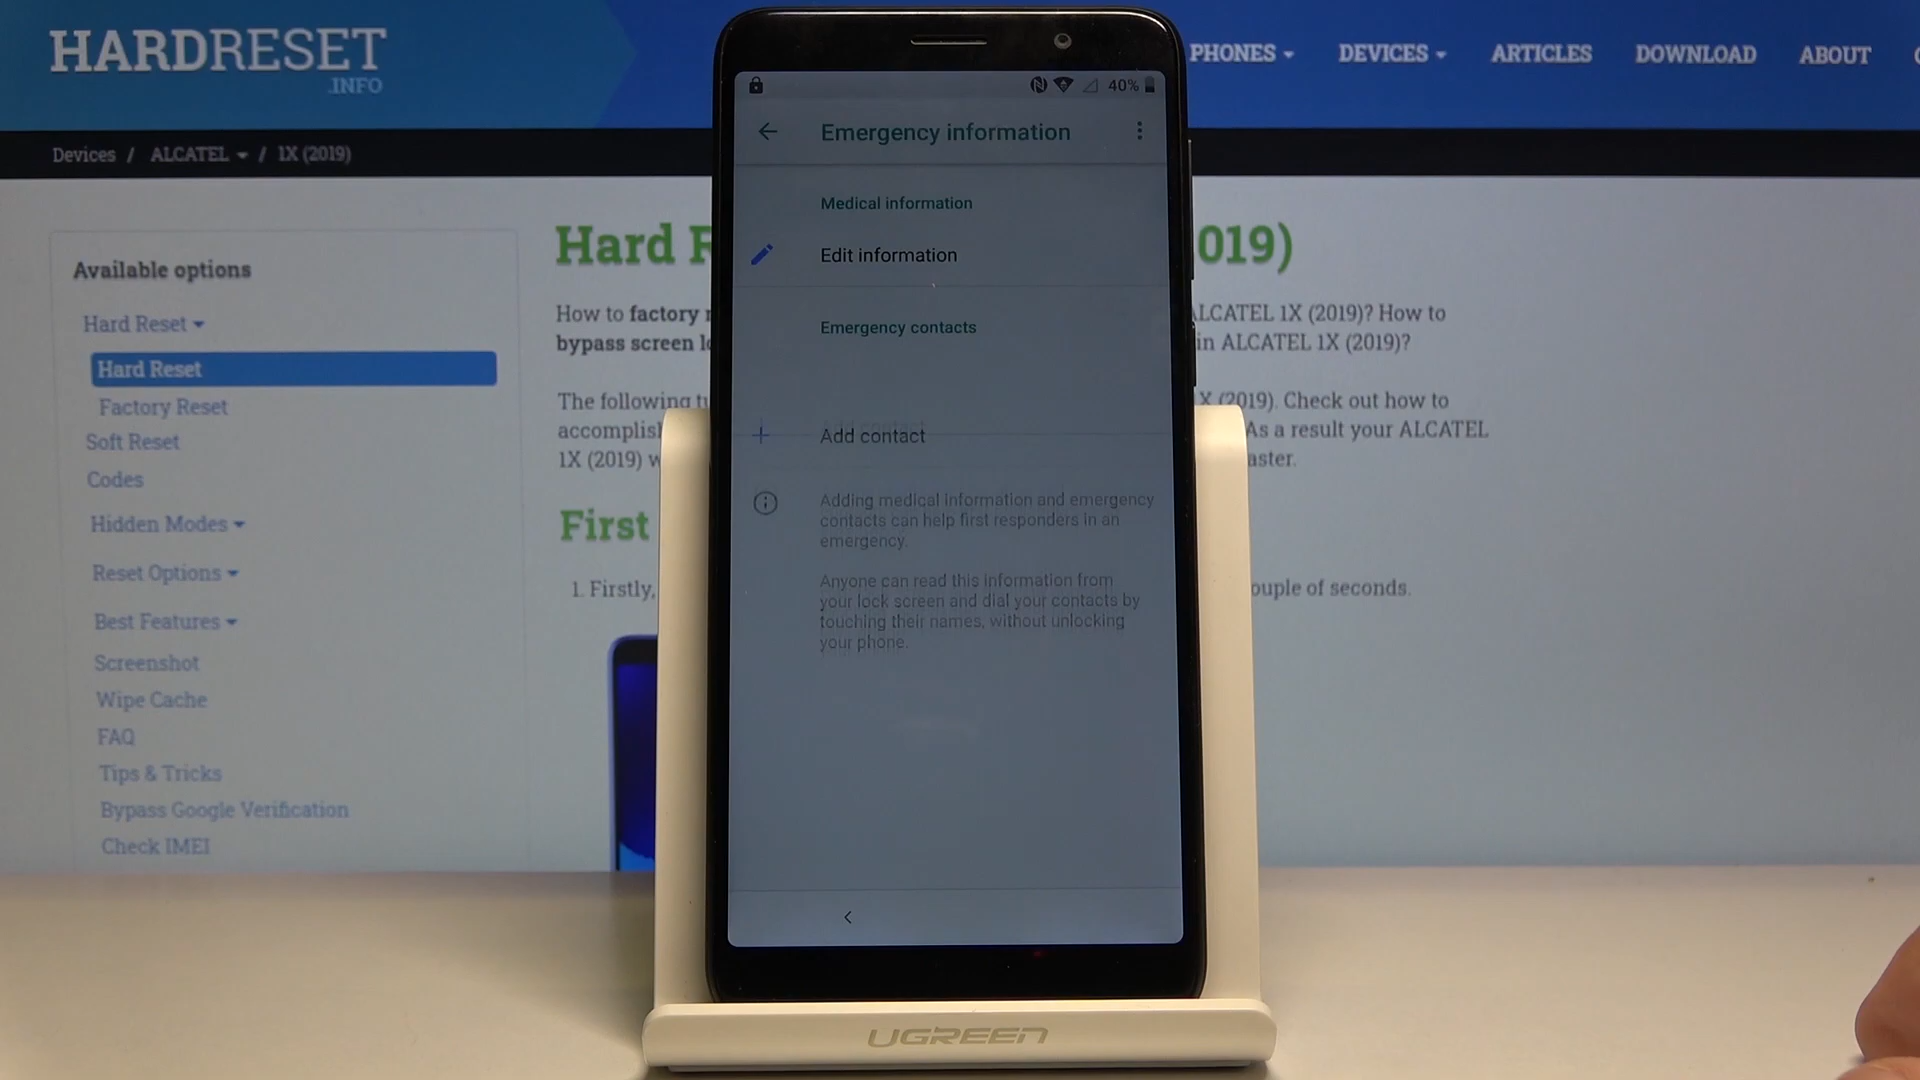 HARDRESET
.INFO
PHONES
DEVICES
ARTICLES
DOWNLOAD
ABOUT
Devices / ALCATEL / 1X (2019)
Available options
Hard Reset
Hard Reset
Factory Reset
Soft Reset
Codes
Hidden Modes
Reset Options
Best Features
Screenshot
Wipe Cache
FAQ
Tips & Tricks
Bypass Google Verification
Check IMEI
Hard
019)
How to factory
ALCATEL 1X (2019)? How to
bypass screen
in ALCATEL 1X (2019)?
The following
X (2019). Check out how to
As a result your ALCATEL
1X (2019)
First
1. Firstly,
ouple of seconds.
40%
Emergency information
Medical information
Edit information
Emergency contacts
Add contact
Adding medical information and emergency
contacts can help first responders in an
emergency.
Anyone can read this information from
your lock screen and dial your contacts by
touching their names, without unlocking
your phone.
UGREEN